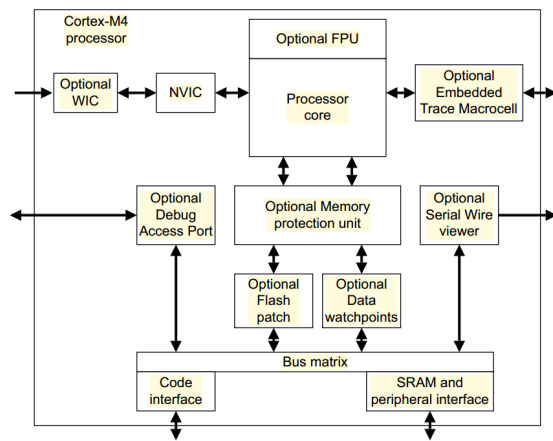 Cortex-M4
processor
Optional FPU
Optional
WIC
NVIC
Processor
core
Optional
Embedded
Trace Macrocell
Optional
Debug
Access Port
Optional Memory
protection unit
Optional
Serial Wire
viewer
Optional
Flash
patch
Optional
Data
watchpoints
Bus matrix
Code
interface
SRAM and
peripheral interface